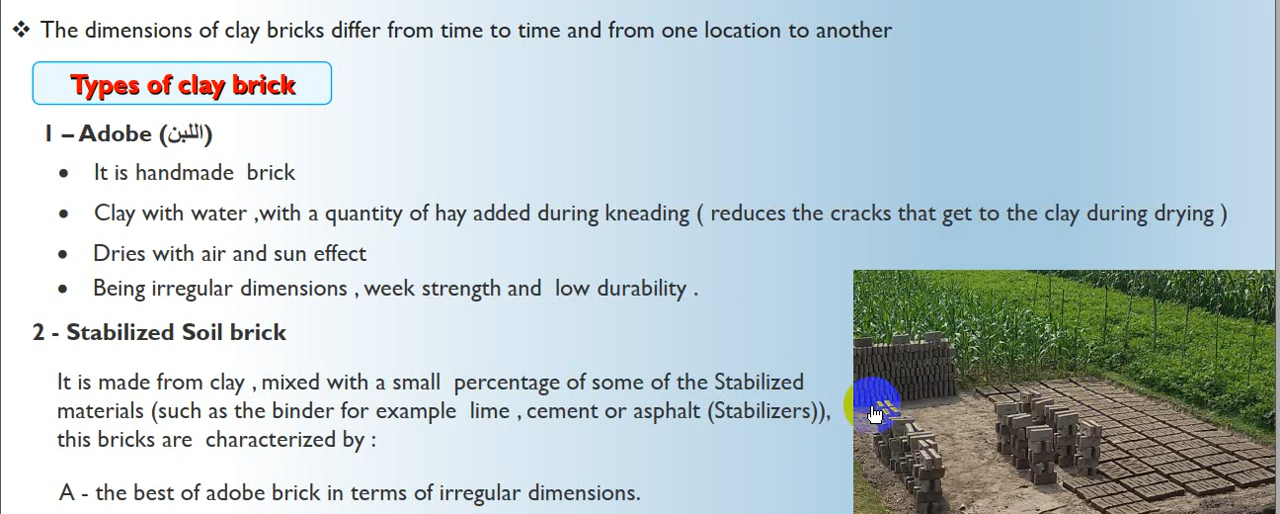 ❖ The dimensions of clay bricks differ from time to time and from one location to another
Types of clay brick
1 – Adobe (اللبن)
• It is handmade brick
• Clay with water ,with a quantity of hay added during kneading ( reduces the cracks that get to the clay during drying )
• Dries with air and sun effect
• Being irregular dimensions , week strength and low durability .
2 - Stabilized Soil brick
It is made from clay , mixed with a small percentage of some of the Stabilized
materials (such as the binder for example lime , cement or asphalt (Stabilizers)),
this bricks are characterized by :
A - the best of adobe brick in terms of irregular dimensions.